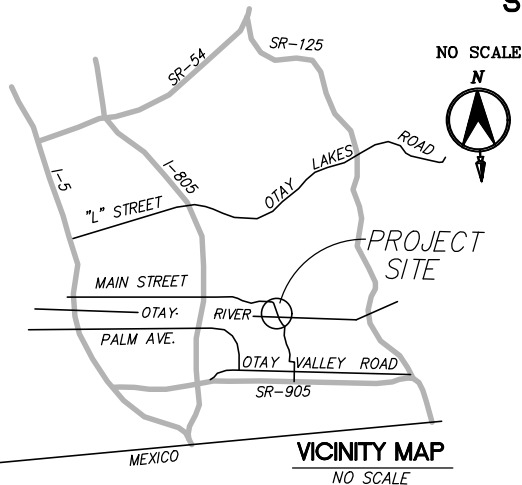 S
SR-54
SR-125
NO SCALE
N
I-5
I-805
"L" STREET
OTAY LAKES ROAD
PROJECT
SITE
MAIN STREET
OTAY RIVER
PALM AVE.
OTAY VALLEY ROAD
SR-905
MEXICO
VICINITY MAP
NO SCALE